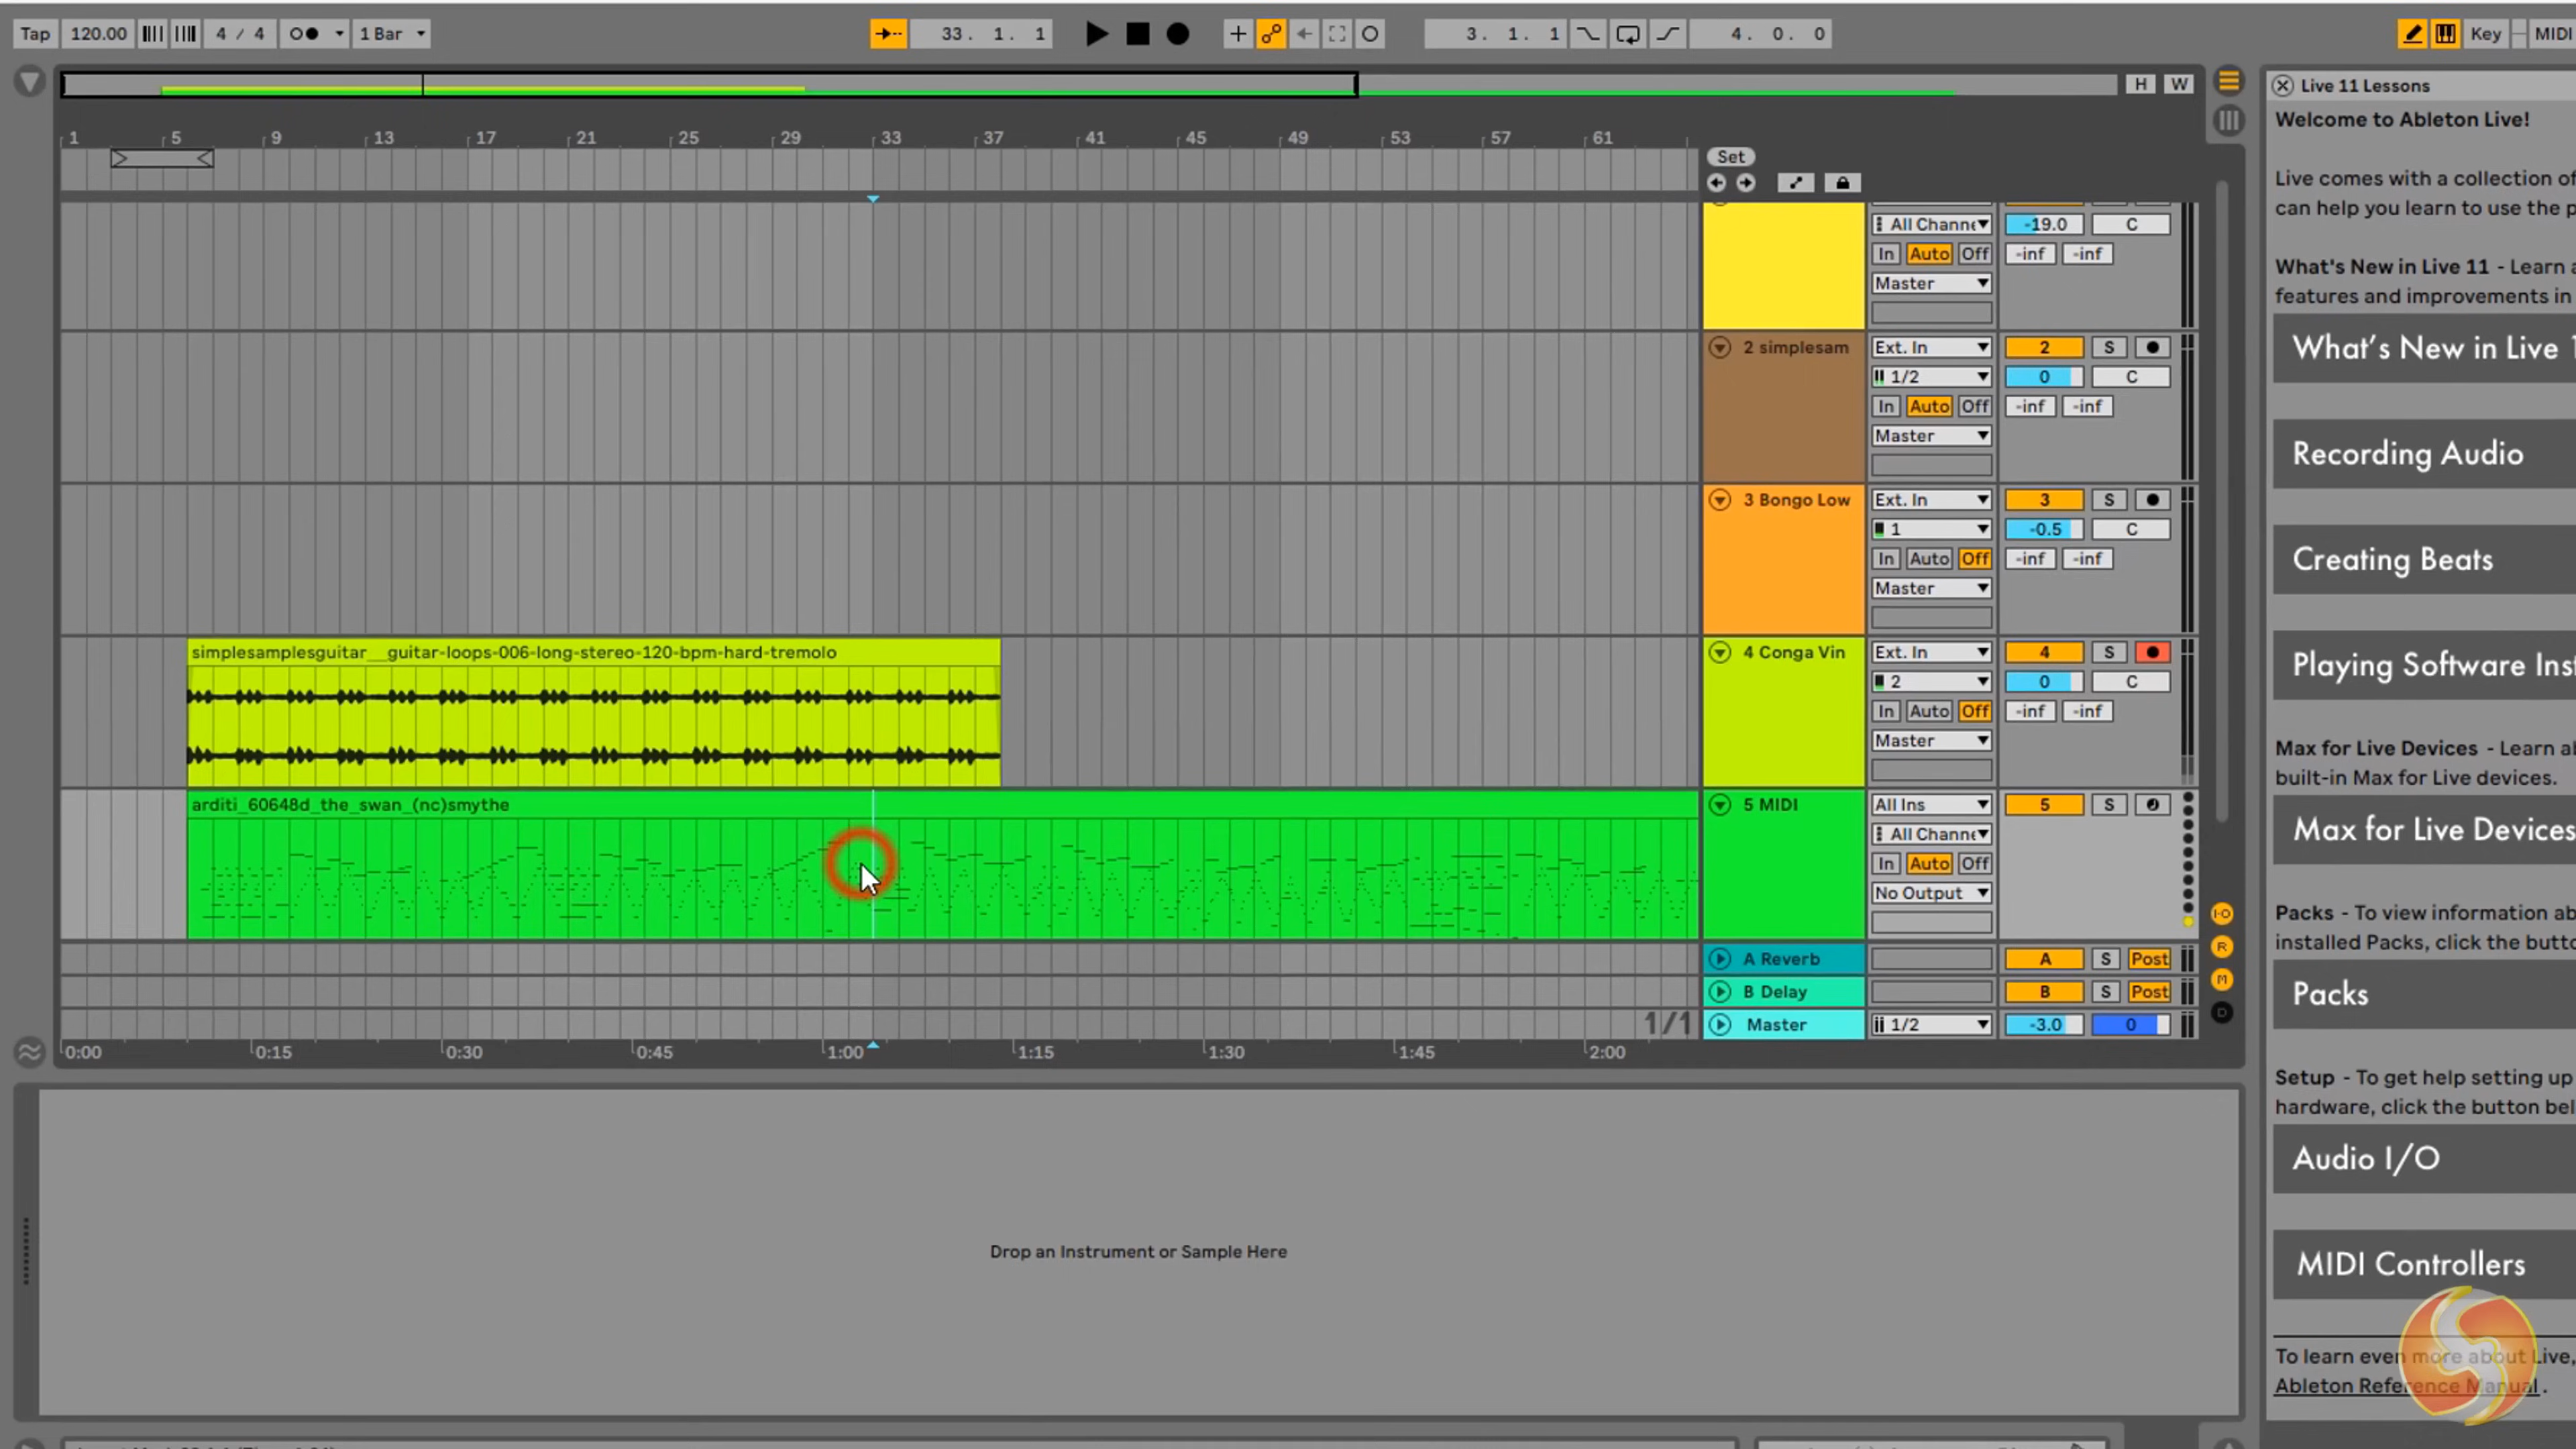 Tap 120.00 4 / 4 1 Bar 33. 1. 1 3. 1. 1 4. 0. 0 Key MIDI
H W
1 5 9 13 17 21 25 29 33 37 41 45 49 53 57 61
Set
All Channe -19.0 C
In Auto Off -inf -inf
Master
2 simplesam Ext. In 2 S
1/2 0 C
In Auto Off -inf -inf
Master
3 Bongo Low Ext. In 3 S
1 -0.5 C
In Auto Off -inf -inf
Master
simplesamplesguitar__guitar-loops-006-long-stereo-120-bpm-hard-tremolo
4 Conga Vin Ext. In 4 S
2 0 C
In Auto Off -inf -inf
Master
arditi_60648d_the_swan_(nc)smythe
5 MIDI All Ins 5 S
All Channe
In Auto Off
No Output
A Reverb A S Post
B Delay B S Post
1/1
Master 1/2 -3.0 0
I·O
R
M
D
0:00 0:15 0:30 0:45 1:00 1:15 1:30 1:45 2:00
Drop an Instrument or Sample Here
Live 11 Lessons
Welcome to Ableton Live!
Live comes with a collection of
can help you learn to use the p
What's New in Live 11 - Learn a
features and improvements in
What's New in Live 1
Recording Audio
Creating Beats
Playing Software Inst
Max for Live Devices - Learn ab
built-in Max for Live devices.
Max for Live Devices
Packs - To view information ab
installed Packs, click the butto
Packs
Setup - To get help setting up
hardware, click the button bel
Audio I/O
MIDI Controllers
To learn even more about Live,
Ableton Reference Manual.